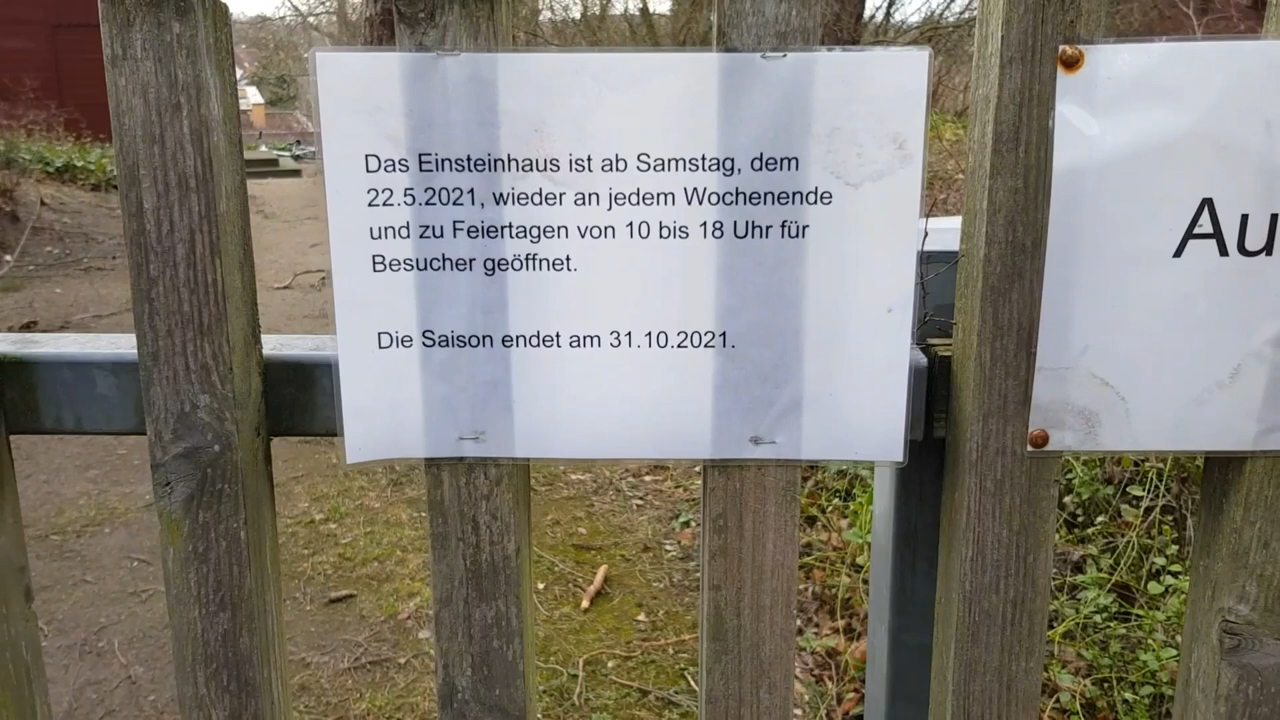 Das Einsteinhaus ist ab Samstag, dem
22.5.2021, wieder an jedem Wochenende
und zu Feiertagen von 10 bis 18 Uhr für
Besucher geöffnet.
Die Saison endet am 31.10.2021.
Au